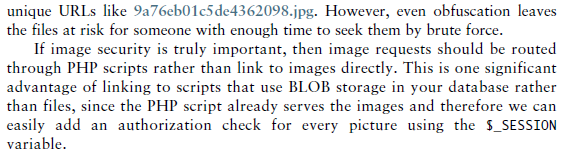 unique URLs like 9a76eb01c5de4362098.jpg. However, even obfuscation leaves
the files at risk for someone with enough time to seek them by brute force.
If image security is truly important, then image requests should be routed
through PHP scripts rather than link to images directly. This is one significant
advantage of linking to scripts that use BLOB storage in your database rather
than files, since the PHP script already serves the images and therefore we can
easily add an authorization check for every picture using the $_SESSION
variable.